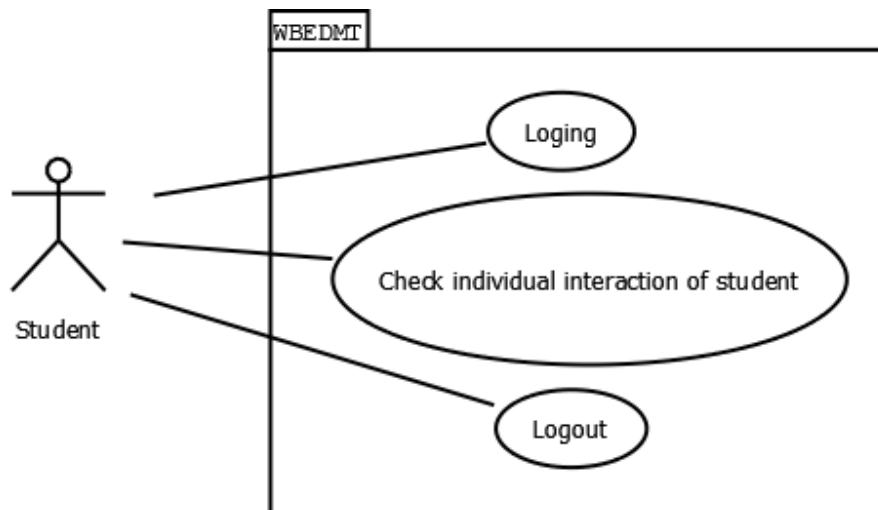 WBEDMT
Loging
Check individual interaction of student
Student
Logout